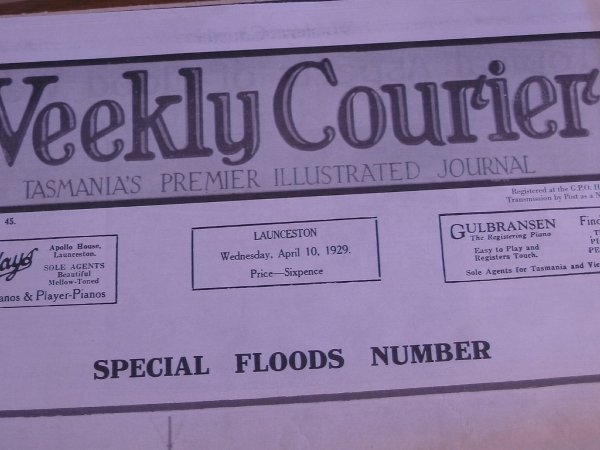 Weekly Courier
TASMANIA'S PREMIER ILLUSTRATED JOURNAL
Registered at the G.P.O.
Transmission by Post as a
45.
Apollo House,
Launceston.
SOLE AGENTS
Beautiful
Mellow-Toned
anos & Player-Pianos
LAUNCESTON
Wednesday, April 10, 1929.
Price—Sixpence
GULBRANSEN
The Registering Piano
Easy to Play and
Registers Touch.
Sole Agents for Tasmania and Vic
SPECIAL FLOODS NUMBER